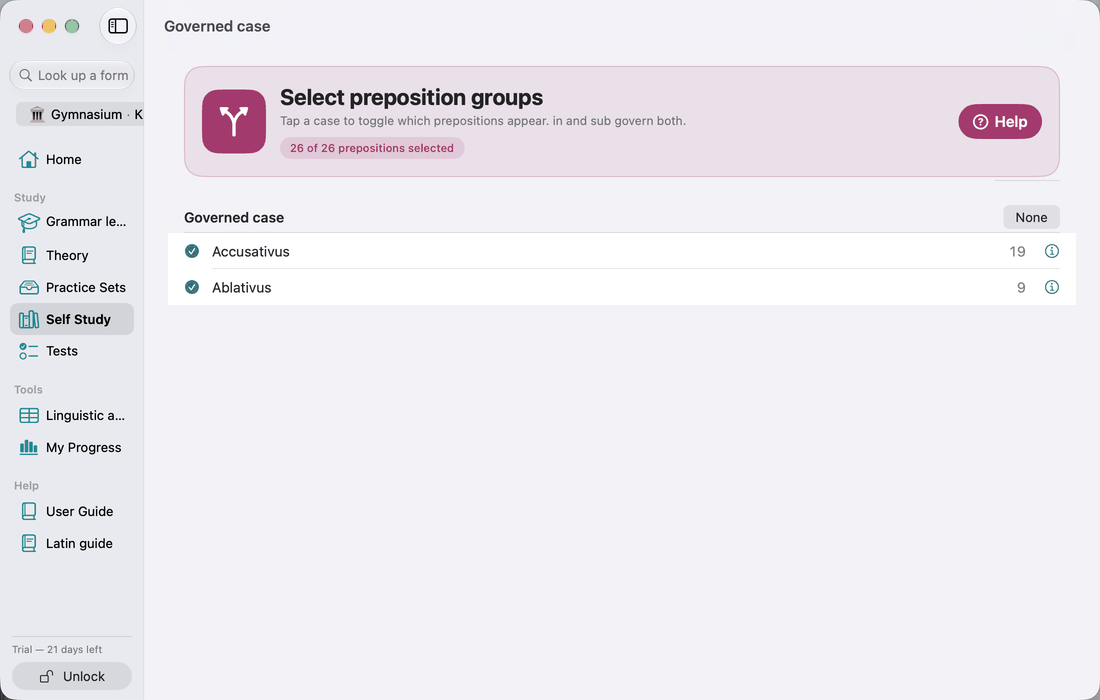 Governed case
Look up a form
Gymnasium · K
Home
Study
Grammar le...
Theory
Practice Sets
Self Study
Tests
Tools
Linguistic a...
My Progress
Help
User Guide
Latin guide
Trial — 21 days left
Unlock
Select preposition groups
Tap a case to toggle which prepositions appear. in and sub govern both.
26 of 26 prepositions selected
Help
Governed case
None
Accusativus 19
Ablativus 9